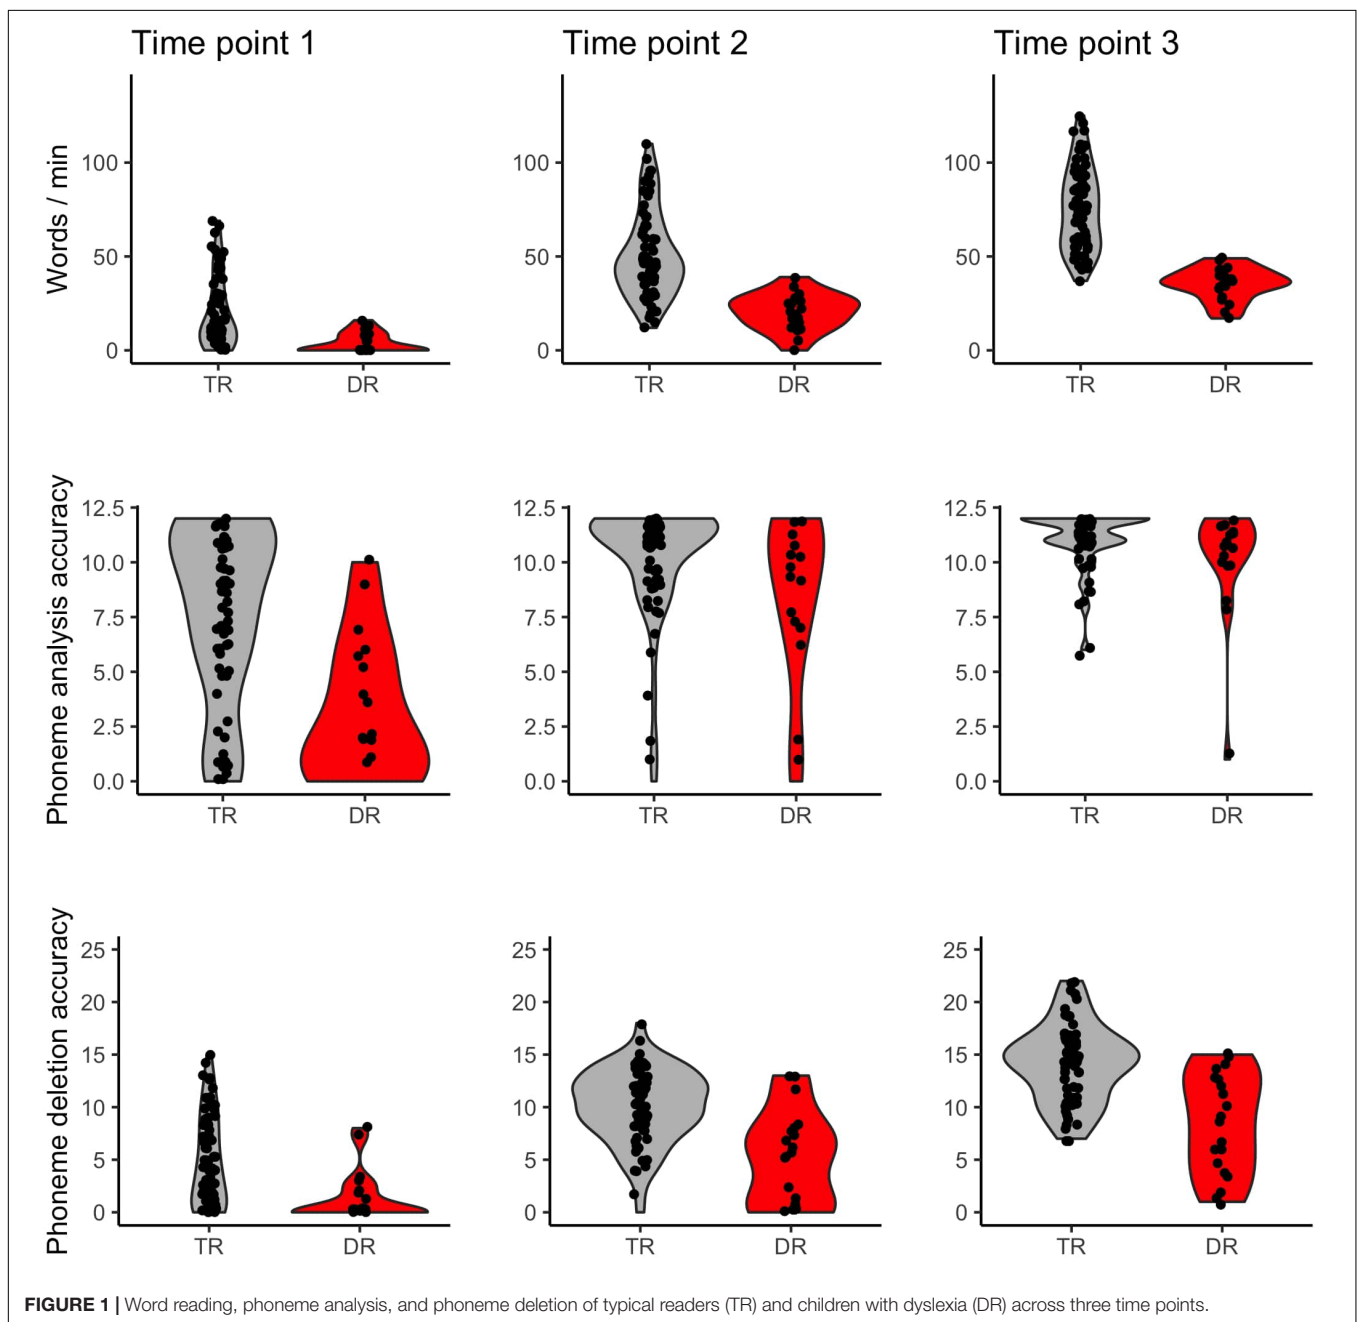 Time point 1
Time point 2
Time point 3
Words / min
100
50
0
TR
DR
100
50
0
TR
DR
100
50
0
TR
DR
Phoneme analysis accuracy
12.5
10.0
7.5
5.0
2.5
0.0
TR
DR
12.5
10.0
7.5
5.0
2.5
0.0
TR
DR
12.5
10.0
7.5
5.0
2.5
0.0
TR
DR
Phoneme deletion accuracy
25
20
15
10
5
0
TR
DR
25
20
15
10
5
0
TR
DR
25
20
15
10
5
0
TR
DR
FIGURE 1 | Word reading, phoneme analysis, and phoneme deletion of typical readers (TR) and children with dyslexia (DR) across three time points.